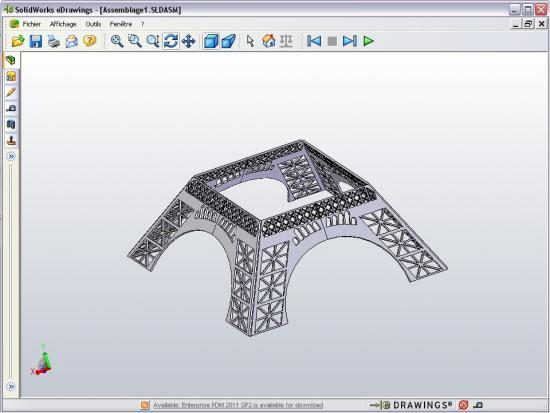 SolidWorks eDrawings - [Assemblage1.SLDASM]
Fichier Affichage Outils Fenêtre ?
Y
X
Available: Enterprise PDM 2011 SP2 is available for download
DRAWINGS®